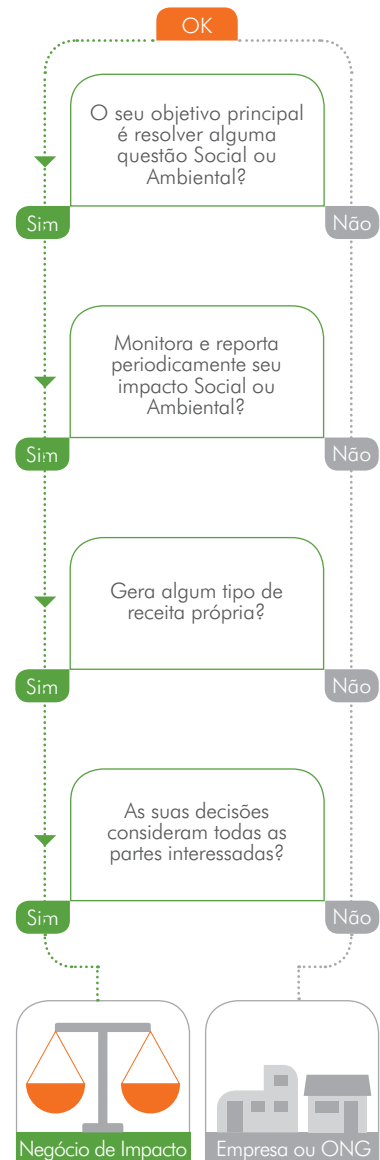 OK
O seu objetivo principal
é resolver alguma
questão Social ou
Ambiental?
Sim
Não
Monitora e reporta
periodicamente seu
impacto Social ou
Ambiental?
Sim
Não
Gera algum tipo de
receita própria?
Sim
Não
As suas decisões
consideram todas as
partes interessadas?
Sim
Não
Negócio de Impacto
Empresa ou ONG